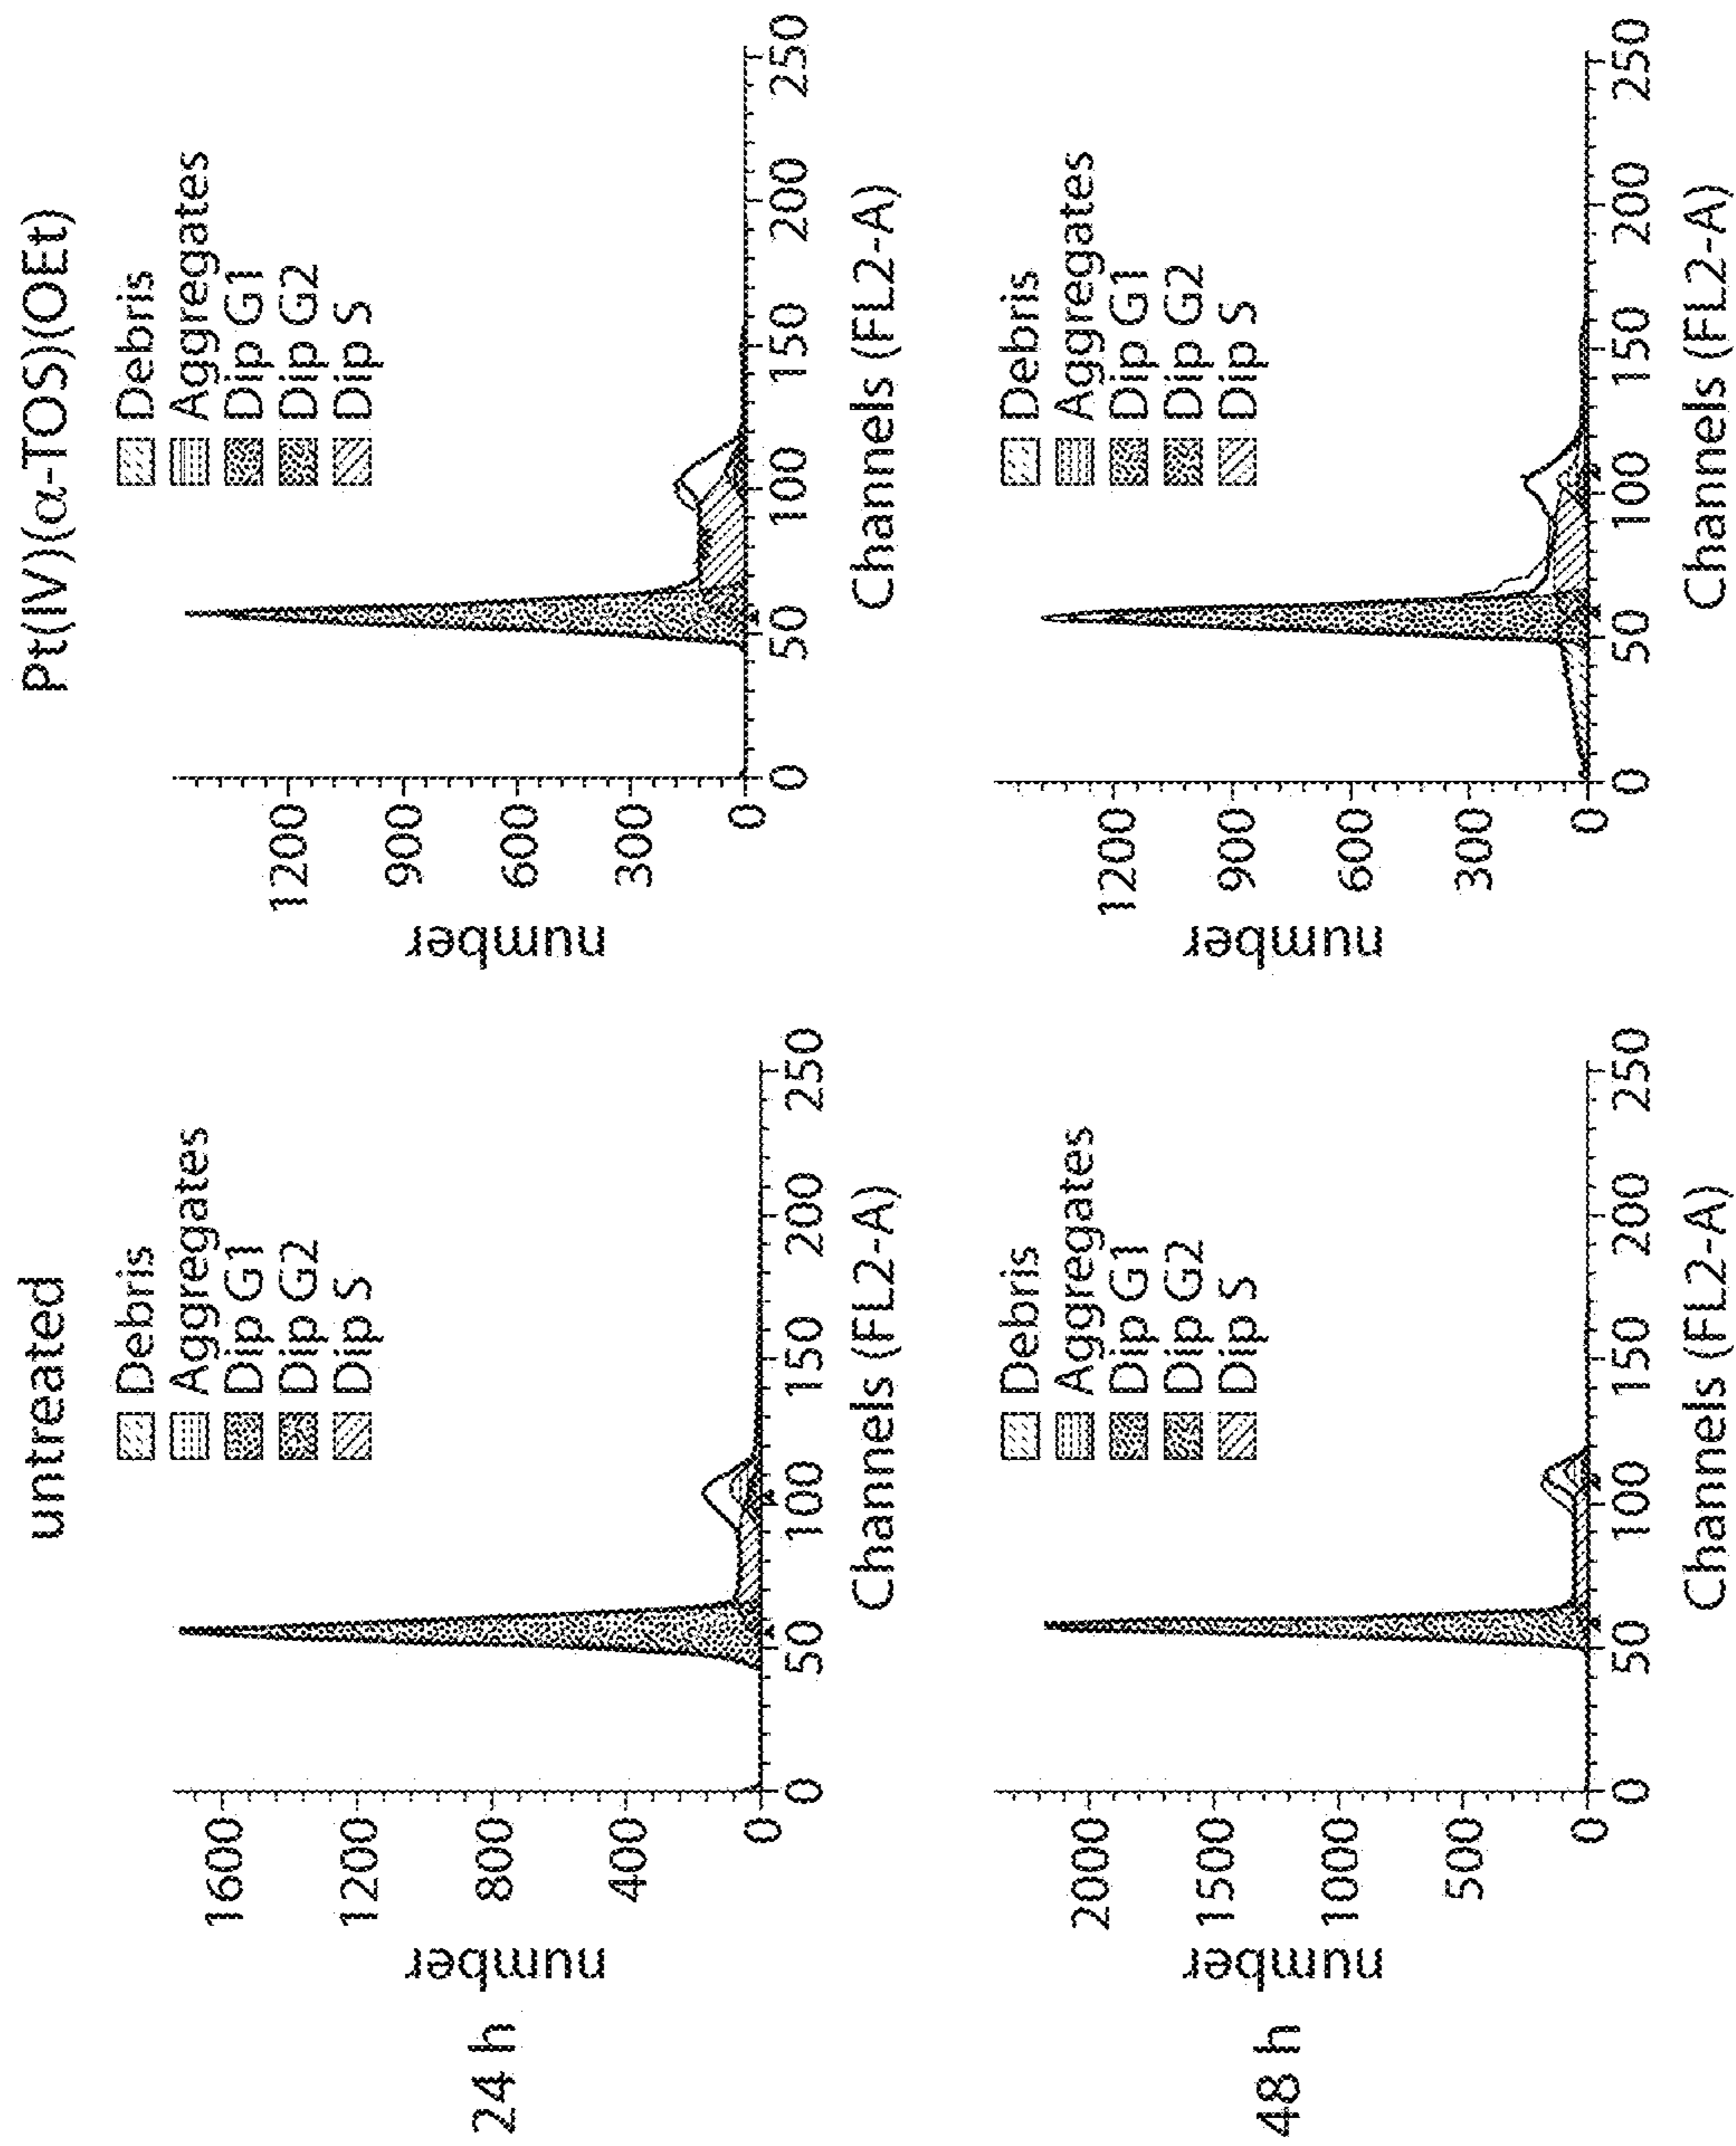 untreated
Pt(IV)(α-TOS)(OEt)
24 h
number
1600
1200
800
400
0
Debris
Aggregates
Dip G1
Dip G2
Dip S
0 50 100 150 200 250
Channels (FL2-A)
number
1200
900
600
300
0
Debris
Aggregates
Dip G1
Dip G2
Dip S
0 50 100 150 200 250
Channels (FL2-A)
48 h
number
2000
1500
1000
500
0
Debris
Aggregates
Dip G1
Dip G2
Dip S
0 50 100 150 200 250
Channels (FL2-A)
number
1200
900
600
300
0
Debris
Aggregates
Dip G1
Dip G2
Dip S
0 50 100 150 200 250
Channels (FL2-A)